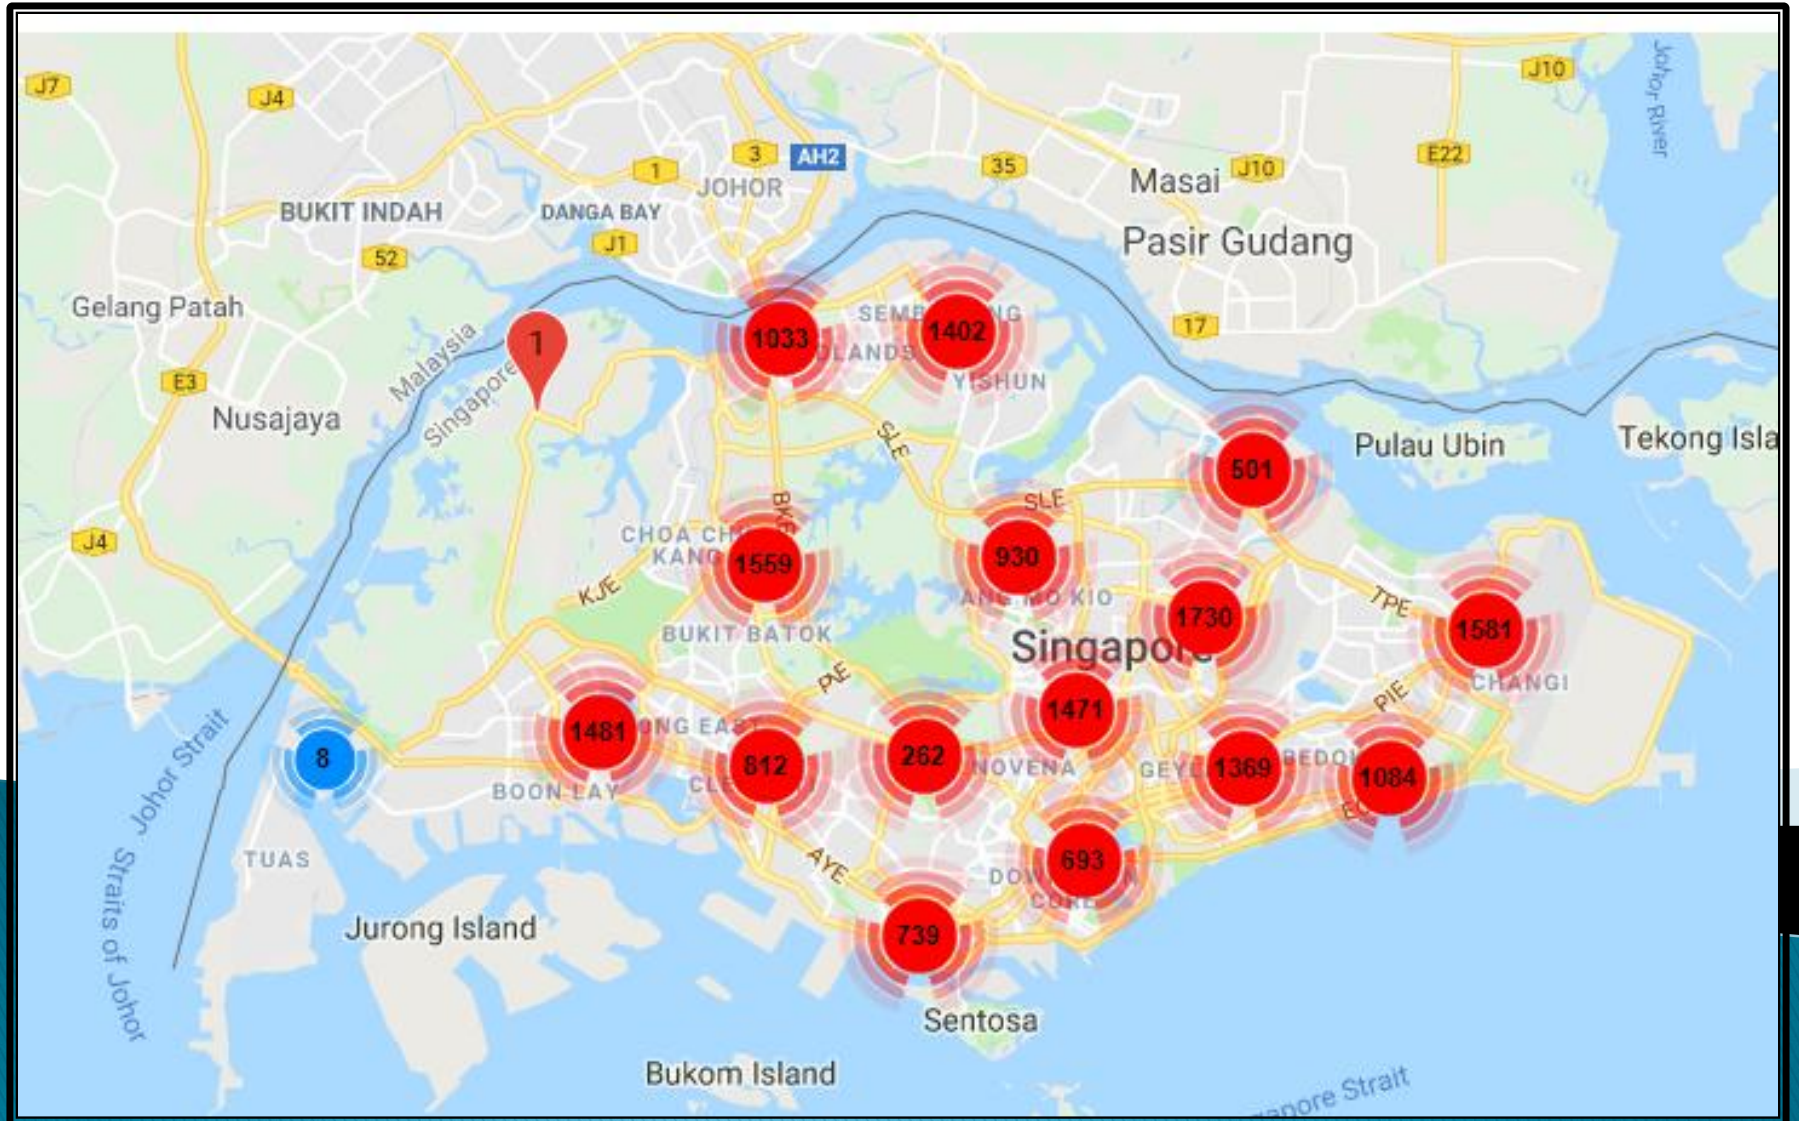 J7
J4
J10
Johor River
1
3
AH2
35
Masai
J10
E22
JOHOR
BUKIT INDAH
DANGA BAY
J1
52
Pasir Gudang
Gelang Patah
17
Malaysia
Singapore
1
1033
1402
YISHUN
E3
Nusajaya
SLE
501
Pulau Ubin
Tekong Isla
J4
SLE
KANG
1559
930
KJE
ANG MO KIO
1730
TPE
1581
BUKIT BATOK
Singapore
PIE
PIE
CHANGI
1481
1471
8
812
262
NOVENA
1369
1084
BOON LAY
Johor Strait
TUAS
AYE
693
Straits of Johor
Jurong Island
739
Sentosa
Bukom Island
Strait